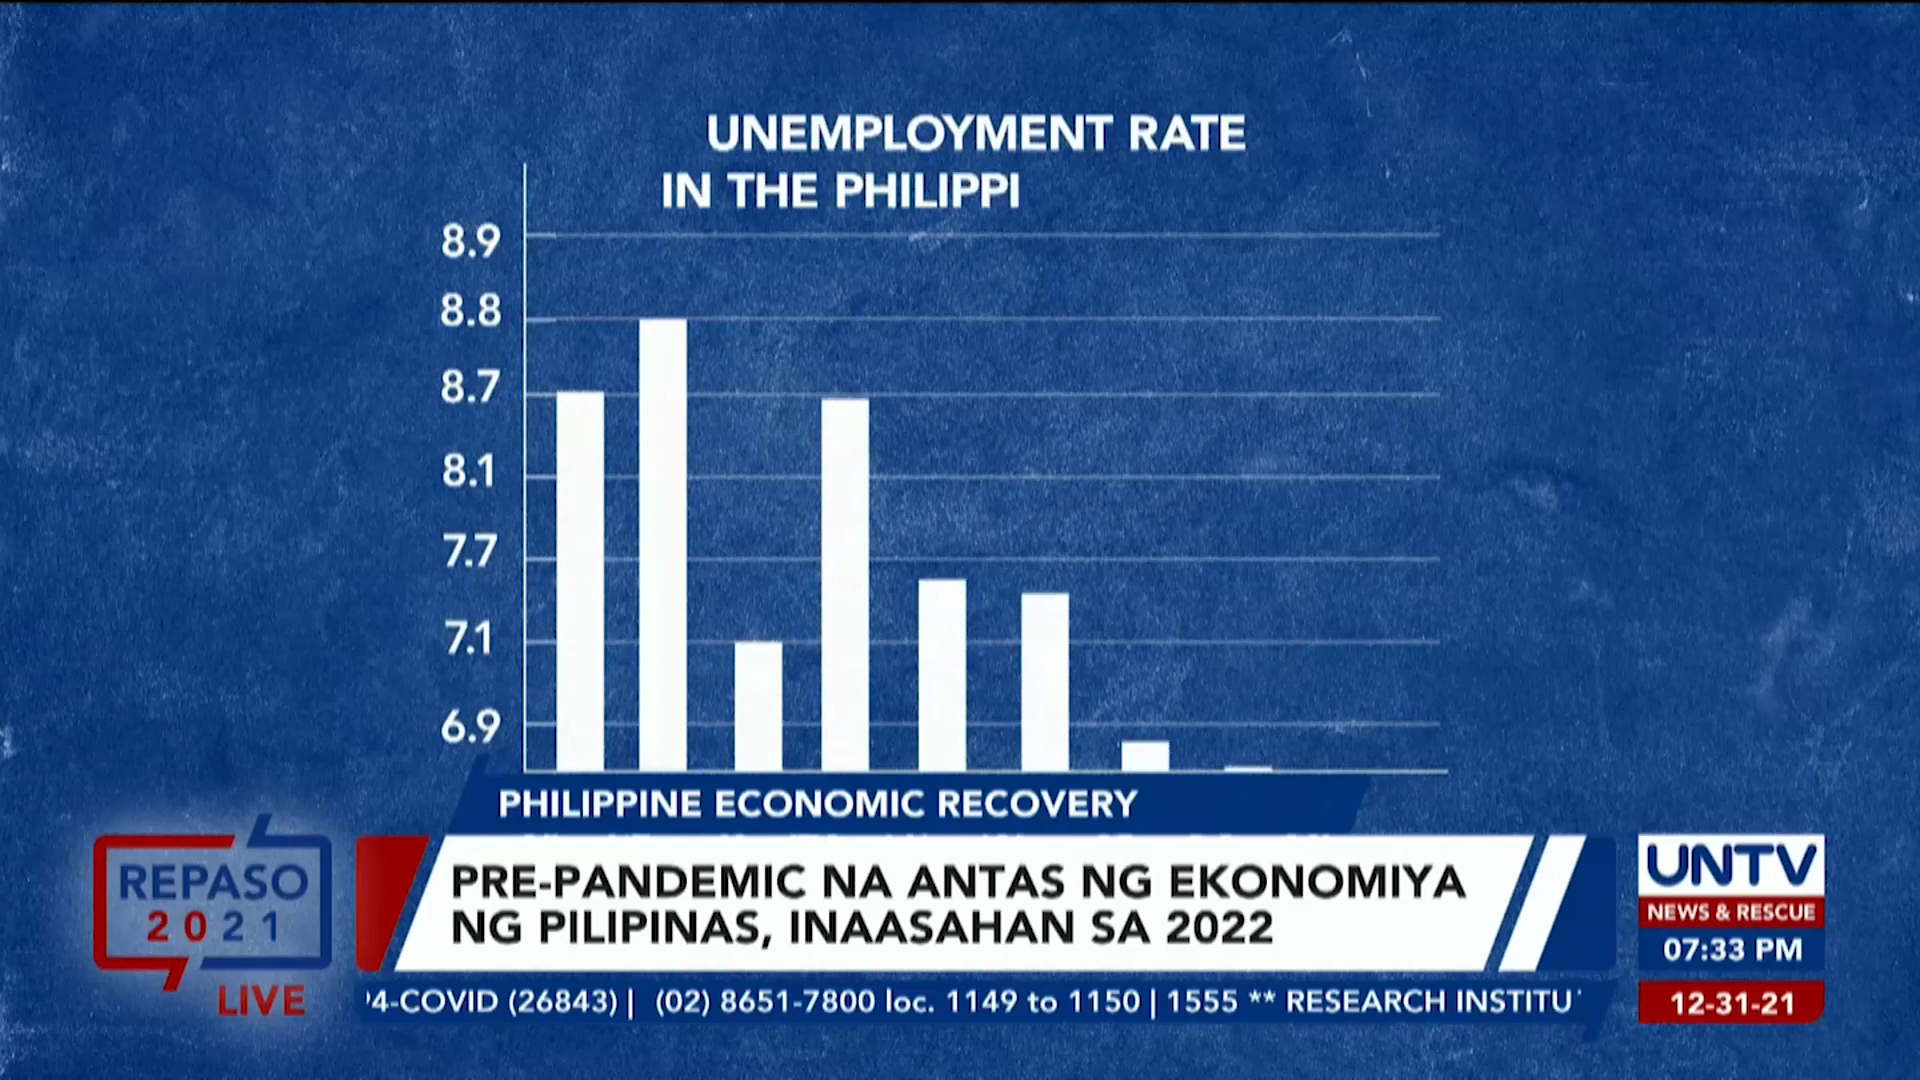 UNEMPLOYMENT RATE
IN THE PHILIPPI
8.9
8.8
8.7
8.1
7.7
7.1
6.9
PHILIPPINE ECONOMIC RECOVERY
PRE-PANDEMIC NA ANTAS NG EKONOMIYA
NG PILIPINAS, INAASAHAN SA 2022
REPASO
2021
LIVE
4-COVID (26843) | (02) 8651-7800 loc. 1149 to 1150 | 1555 ** RESEARCH INSTITU
UNTV
NEWS & RESCUE
07:33 PM
12-31-21